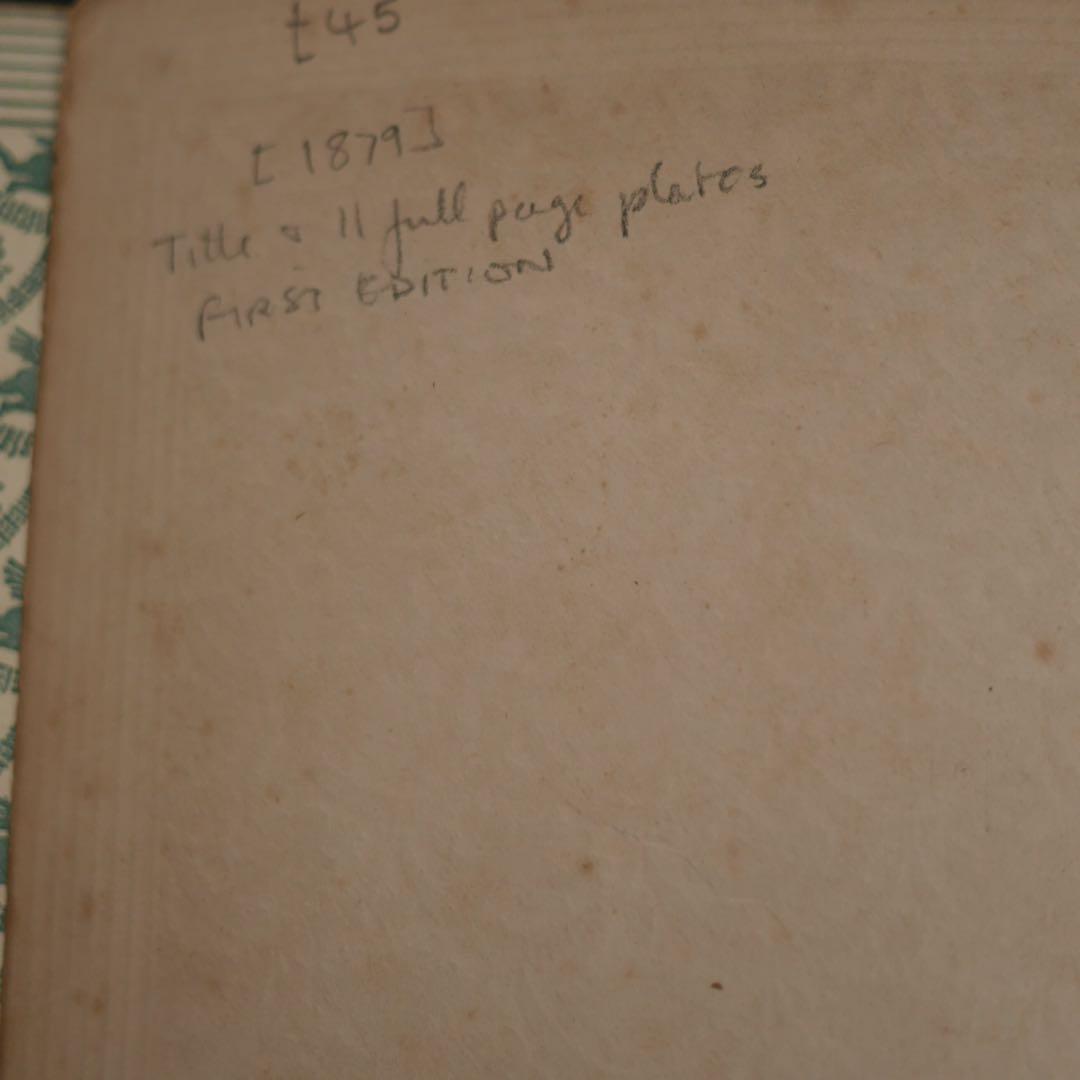 £45
[1879]
Title & 11 full page plates
FIRST EDITION